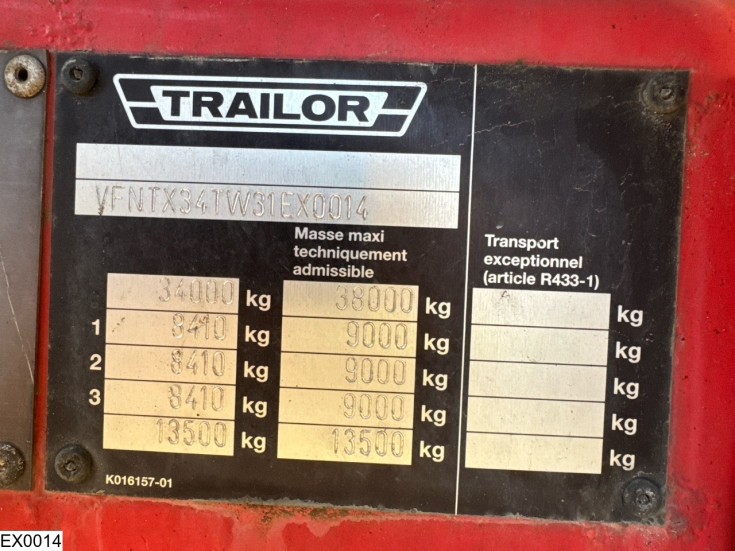 TRAILOR
VFNTX34TW31EX0014
Masse maxi
techniquement
admissible
Transport
exceptionnel
(article R433-1)
34000 kg 38000 kg kg
1 8410 kg 9000 kg kg
2 8410 kg 9000 kg kg
3 8410 kg 9000 kg kg
13500 kg 13500 kg kg
K016157-01
EX0014